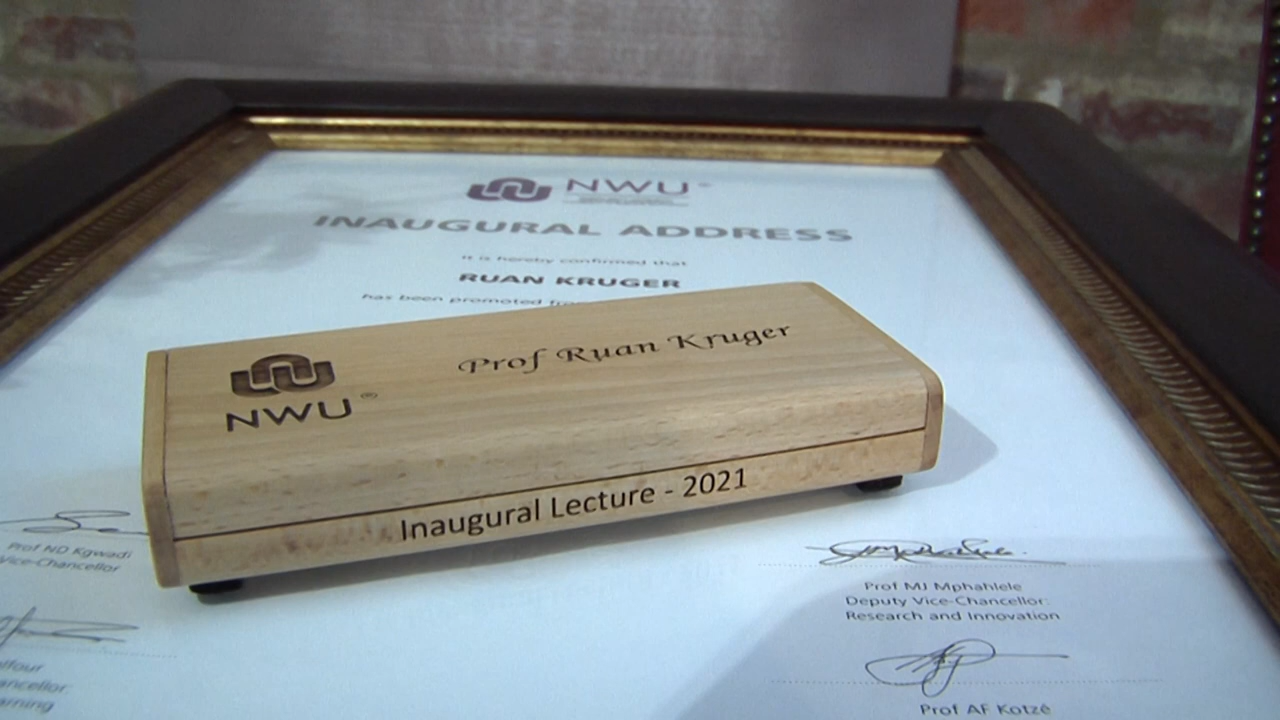 NWU
INAUGURAL ADDRESS
It is hereby confirmed that
RUAN KRUGER
has been promoted
NWU®
Prof Ruan Kruger
Inaugural Lecture - 2021
Prof ND Kgwadi
Vice-Chancellor
Prof MJ Mphahlele
Deputy Vice-Chancellor:
Research and Innovation
Prof AF Kotzé